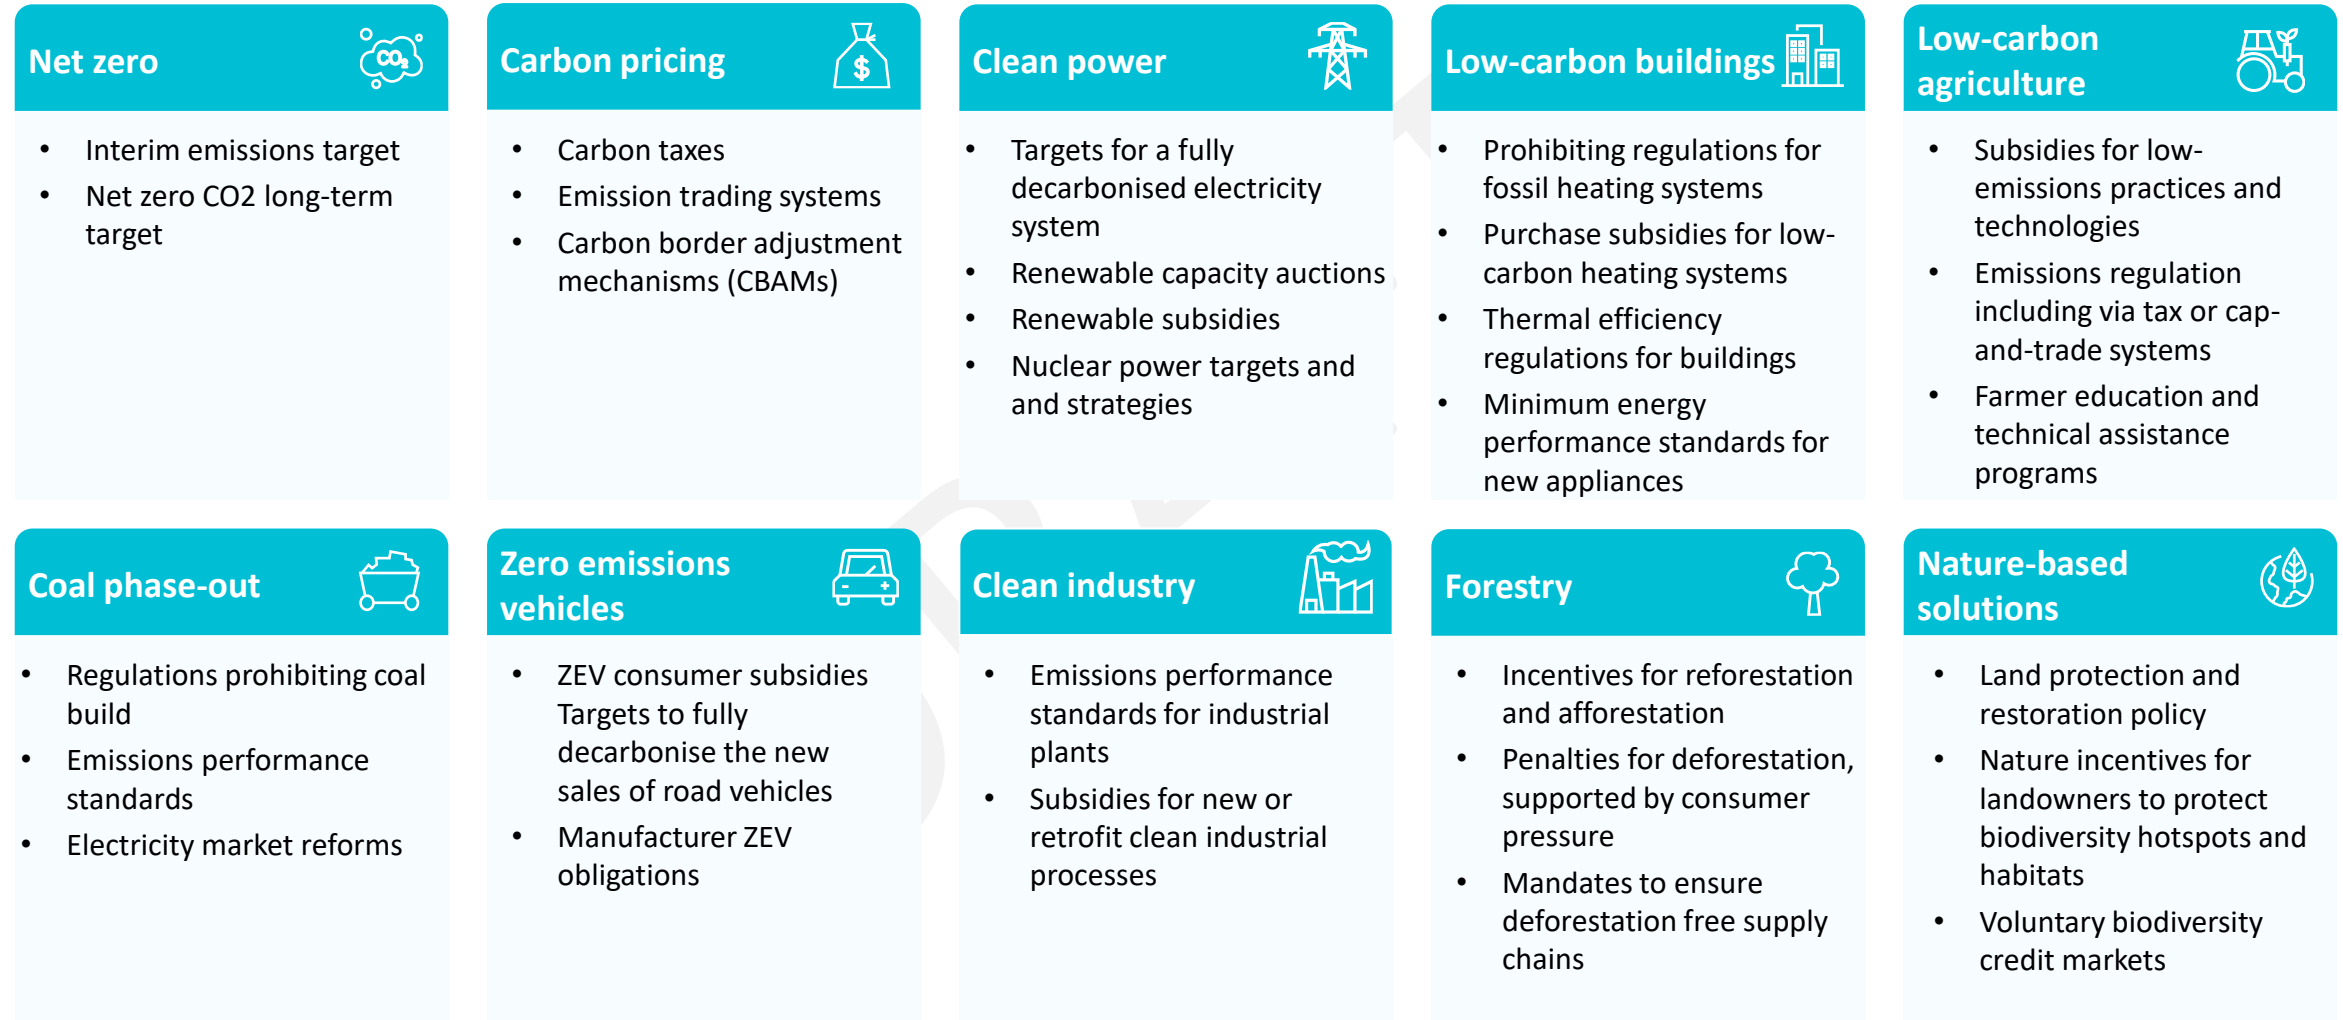 Net zero
CO2
• Interim emissions target
• Net zero CO2 long-term
target
Carbon pricing
$
• Carbon taxes
• Emission trading systems
• Carbon border adjustment
mechanisms (CBAMs)
Clean power
• Targets for a fully
decarbonised electricity
system
• Renewable capacity auctions
• Renewable subsidies
• Nuclear power targets and
and strategies
Low-carbon buildings
• Prohibiting regulations for
fossil heating systems
• Purchase subsidies for low-
carbon heating systems
• Thermal efficiency
regulations for buildings
• Minimum energy
performance standards for
new appliances
Low-carbon
agriculture
• Subsidies for low-
emissions practices and
technologies
• Emissions regulation
including via tax or cap-
and-trade systems
• Farmer education and
technical assistance
programs
Coal phase-out
• Regulations prohibiting coal
build
• Emissions performance
standards
• Electricity market reforms
Zero emissions
vehicles
• ZEV consumer subsidies
Targets to fully
decarbonise the new
sales of road vehicles
• Manufacturer ZEV
obligations
Clean industry
• Emissions performance
standards for industrial
plants
• Subsidies for new or
retrofit clean industrial
processes
Forestry
• Incentives for reforestation
and afforestation
• Penalties for deforestation,
supported by consumer
pressure
• Mandates to ensure
deforestation free supply
chains
Nature-based
solutions
• Land protection and
restoration policy
• Nature incentives for
landowners to protect
biodiversity hotspots and
habitats
• Voluntary biodiversity
credit markets